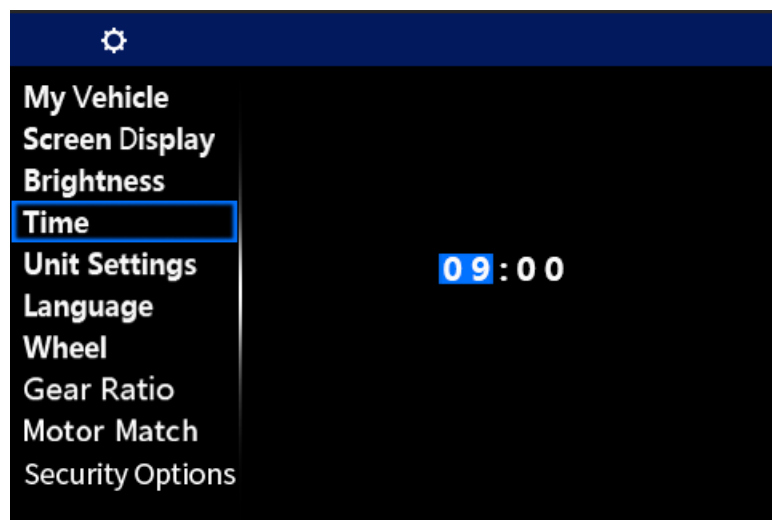 My Vehicle
Screen Display
Brightness
Time
Unit Settings
09:00
Language
Wheel
Gear Ratio
Motor Match
Security Options